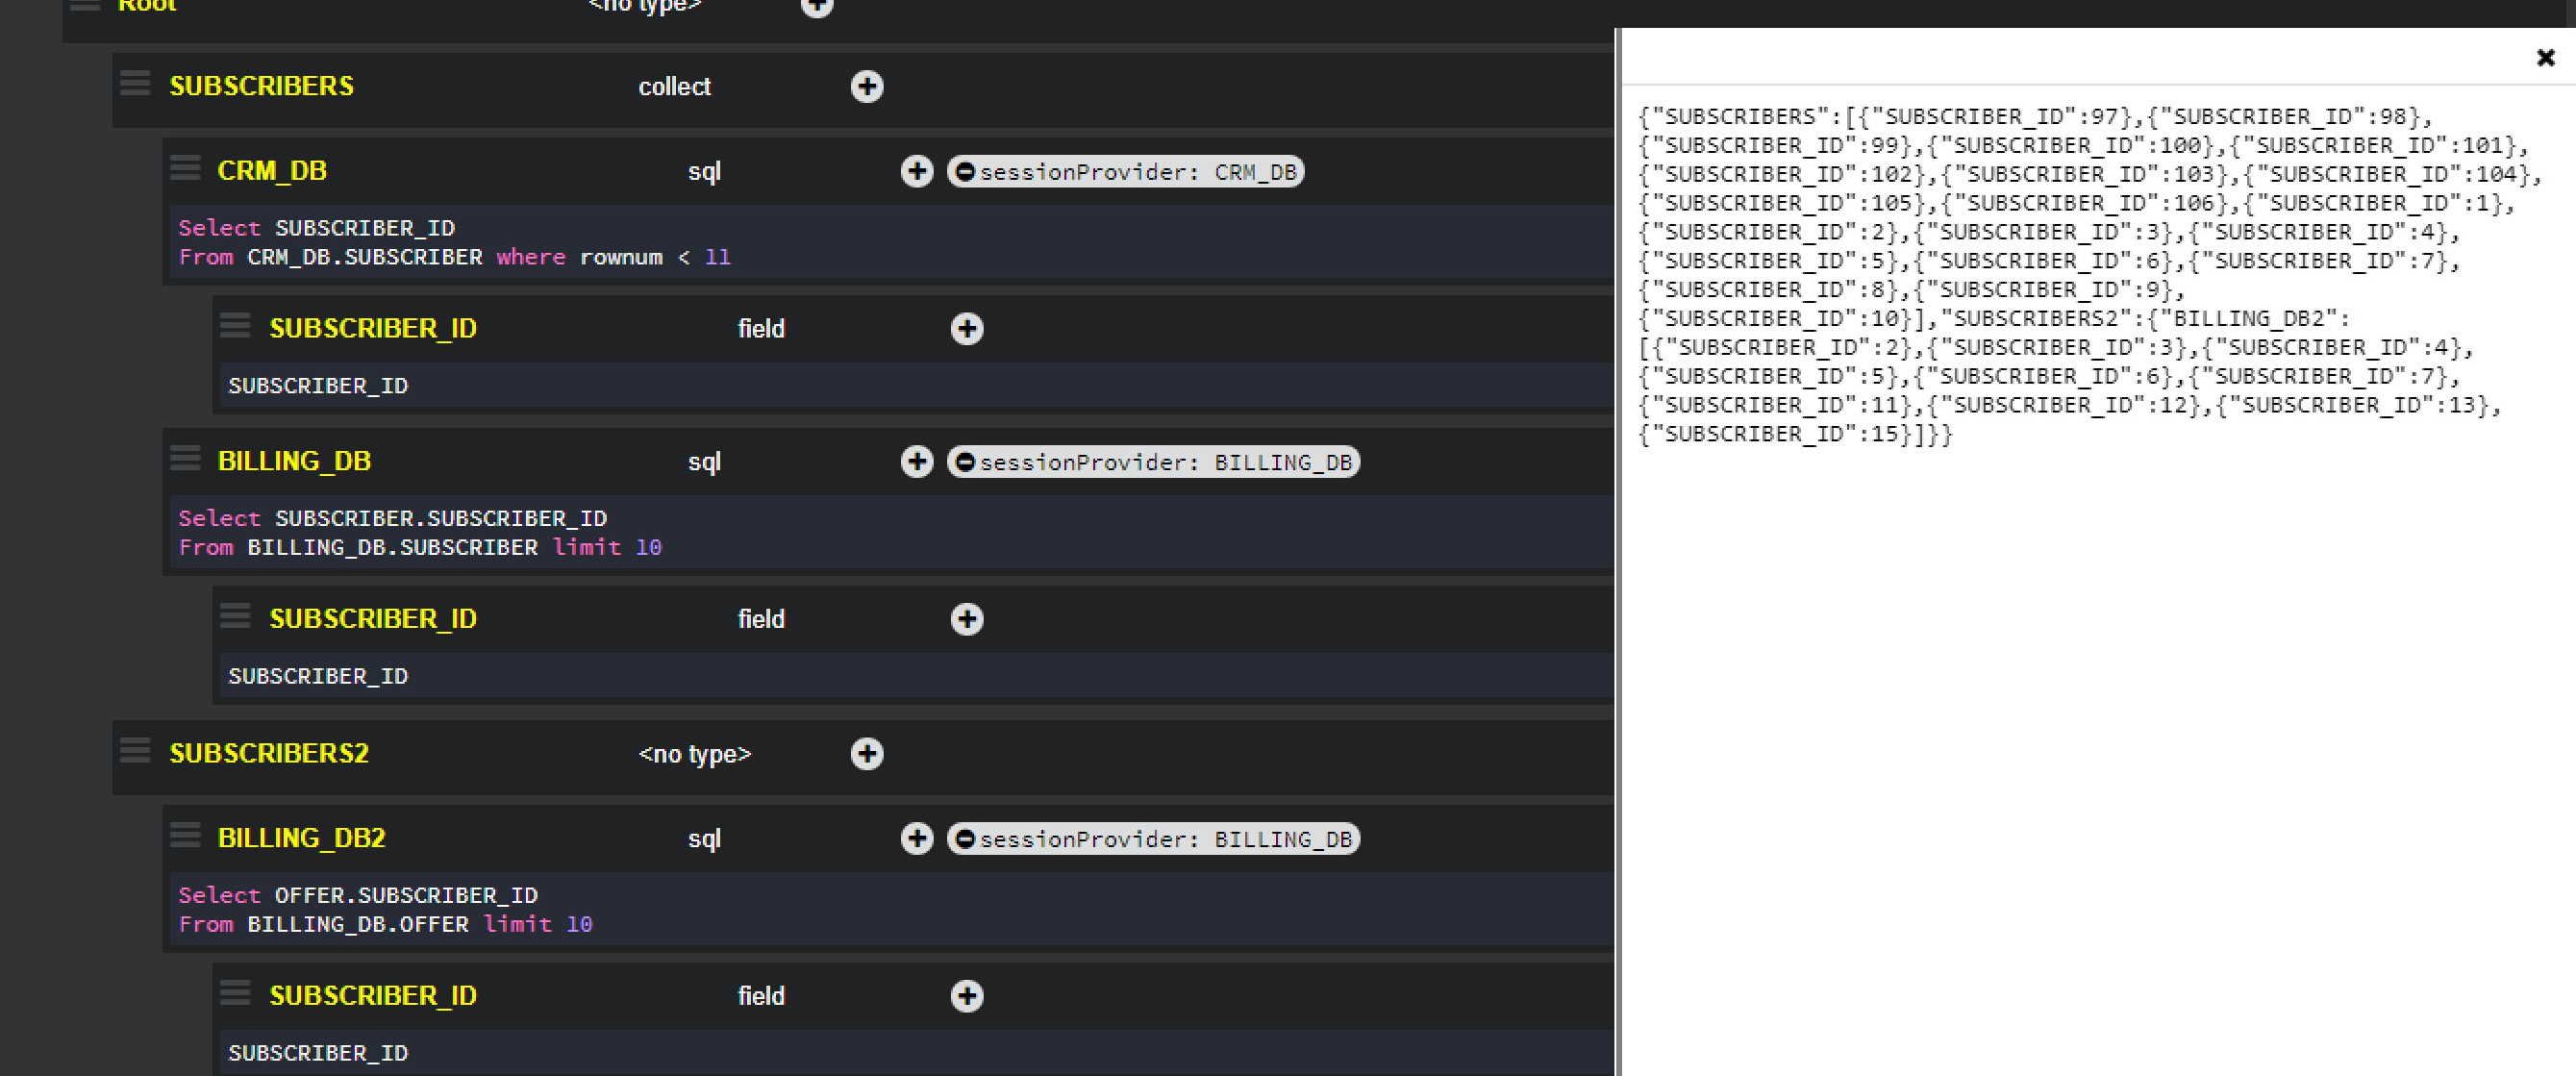 Root <no type>
SUBSCRIBERS collect
CRM_DB sql sessionProvider: CRM_DB
Select SUBSCRIBER_ID
From CRM_DB.SUBSCRIBER where rownum < 11
SUBSCRIBER_ID field
SUBSCRIBER_ID
BILLING_DB sql sessionProvider: BILLING_DB
Select SUBSCRIBER.SUBSCRIBER_ID
From BILLING_DB.SUBSCRIBER limit 10
SUBSCRIBER_ID field
SUBSCRIBER_ID
SUBSCRIBERS2 <no type>
BILLING_DB2 sql sessionProvider: BILLING_DB
Select OFFER.SUBSCRIBER_ID
From BILLING_DB.OFFER limit 10
SUBSCRIBER_ID field
SUBSCRIBER_ID
{"SUBSCRIBERS":[{"SUBSCRIBER_ID":97},{"SUBSCRIBER_ID":98},
{"SUBSCRIBER_ID":99},{"SUBSCRIBER_ID":100},{"SUBSCRIBER_ID":101},
{"SUBSCRIBER_ID":102},{"SUBSCRIBER_ID":103},{"SUBSCRIBER_ID":104},
{"SUBSCRIBER_ID":105},{"SUBSCRIBER_ID":106},{"SUBSCRIBER_ID":1},
{"SUBSCRIBER_ID":2},{"SUBSCRIBER_ID":3},{"SUBSCRIBER_ID":4},
{"SUBSCRIBER_ID":5},{"SUBSCRIBER_ID":6},{"SUBSCRIBER_ID":7},
{"SUBSCRIBER_ID":8},{"SUBSCRIBER_ID":9},
{"SUBSCRIBER_ID":10}],"SUBSCRIBERS2":{"BILLING_DB2":
[{"SUBSCRIBER_ID":2},{"SUBSCRIBER_ID":3},{"SUBSCRIBER_ID":4},
{"SUBSCRIBER_ID":5},{"SUBSCRIBER_ID":6},{"SUBSCRIBER_ID":7},
{"SUBSCRIBER_ID":11},{"SUBSCRIBER_ID":12},{"SUBSCRIBER_ID":13},
{"SUBSCRIBER_ID":15}]}}